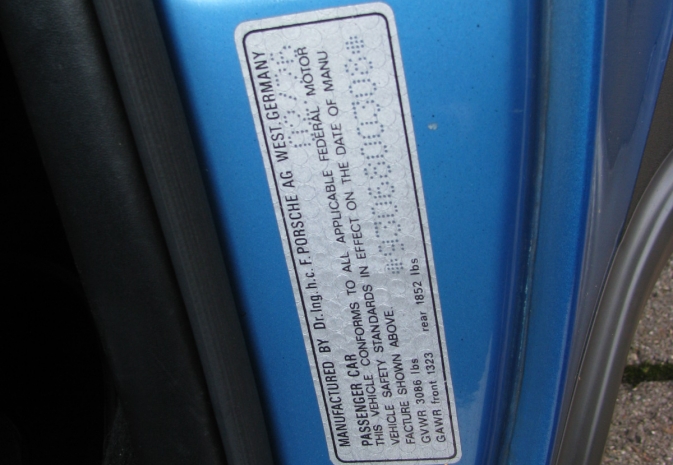 MANUFACTURED BY Dr. Ing. h. c. F. PORSCHE AG WEST. GERMANY
PASSENGER CAR
THIS VEHICLE CONFORMS TO ALL APPLICABLE FEDERAL MOTOR
VEHICLE SAFETY STANDARDS IN EFFECT ON THE DATE OF MANU
FACTURE SHOWN ABOVE.
GVWR 3086 lbs
GAWR front 1323 rear 1852 lbs